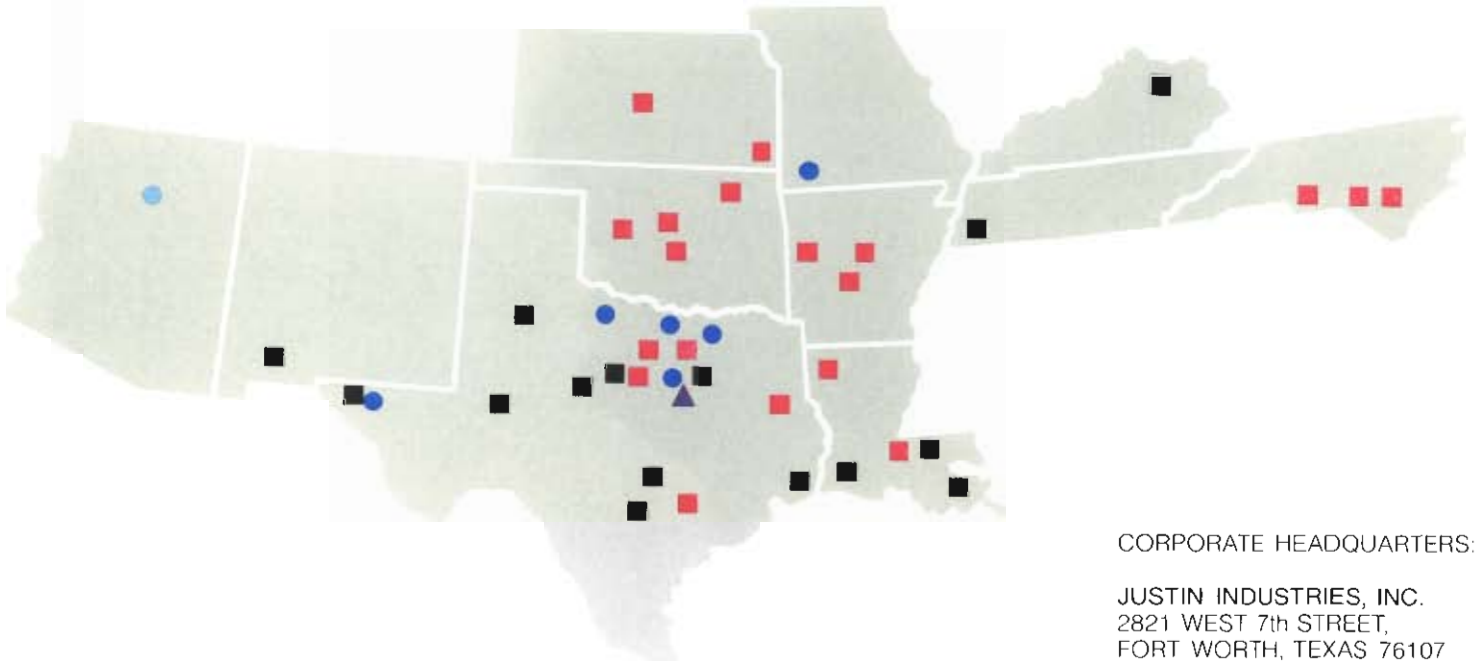 CORPORATE HEADQUARTERS:
JUSTIN INDUSTRIES, INC.
2821 WEST 7th STREET,
FORT WORTH, TEXAS 76107